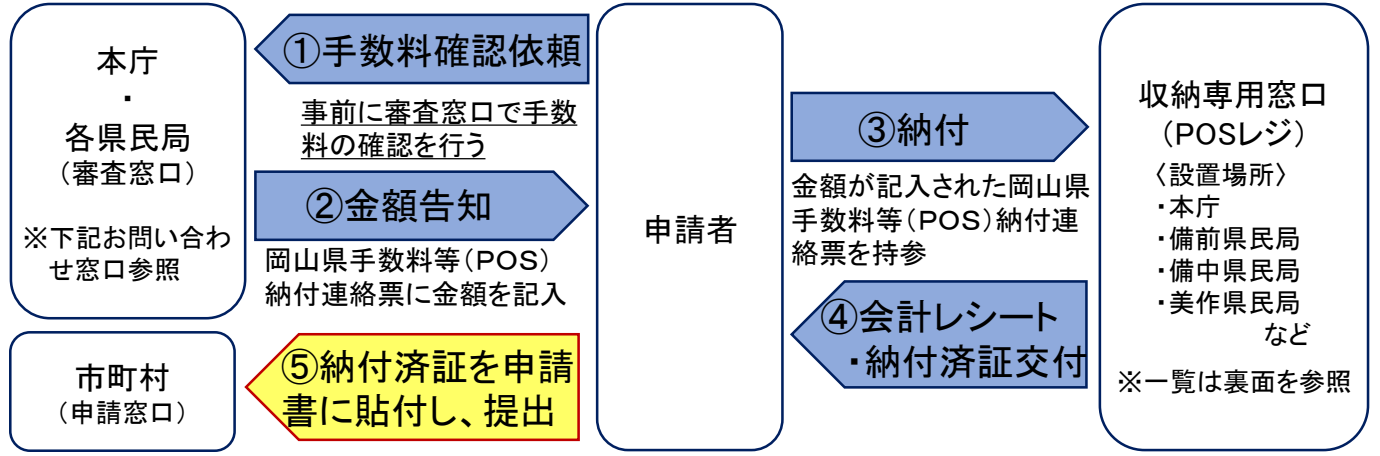 本庁
・
各県民局
（審査窓口）
※下記お問い合わ
せ窓口参照
①手数料確認依頼
事前に審査窓口で手数
料の確認を行う
②金額告知
岡山県手数料等（POS）
納付連絡票に金額を記入
市町村
（申請窓口）
⑤納付済証を申請
書に貼付し、提出
申請者
③納付
金額が記入された岡山県
手数料等（POS）納付連
絡票を持参
④会計レシート
・納付済証交付
収納専用窓口
（POSレジ）
〈設置場所〉
・本庁
・備前県民局
・備中県民局
・美作県民局
など
※一覧は裏面を参照